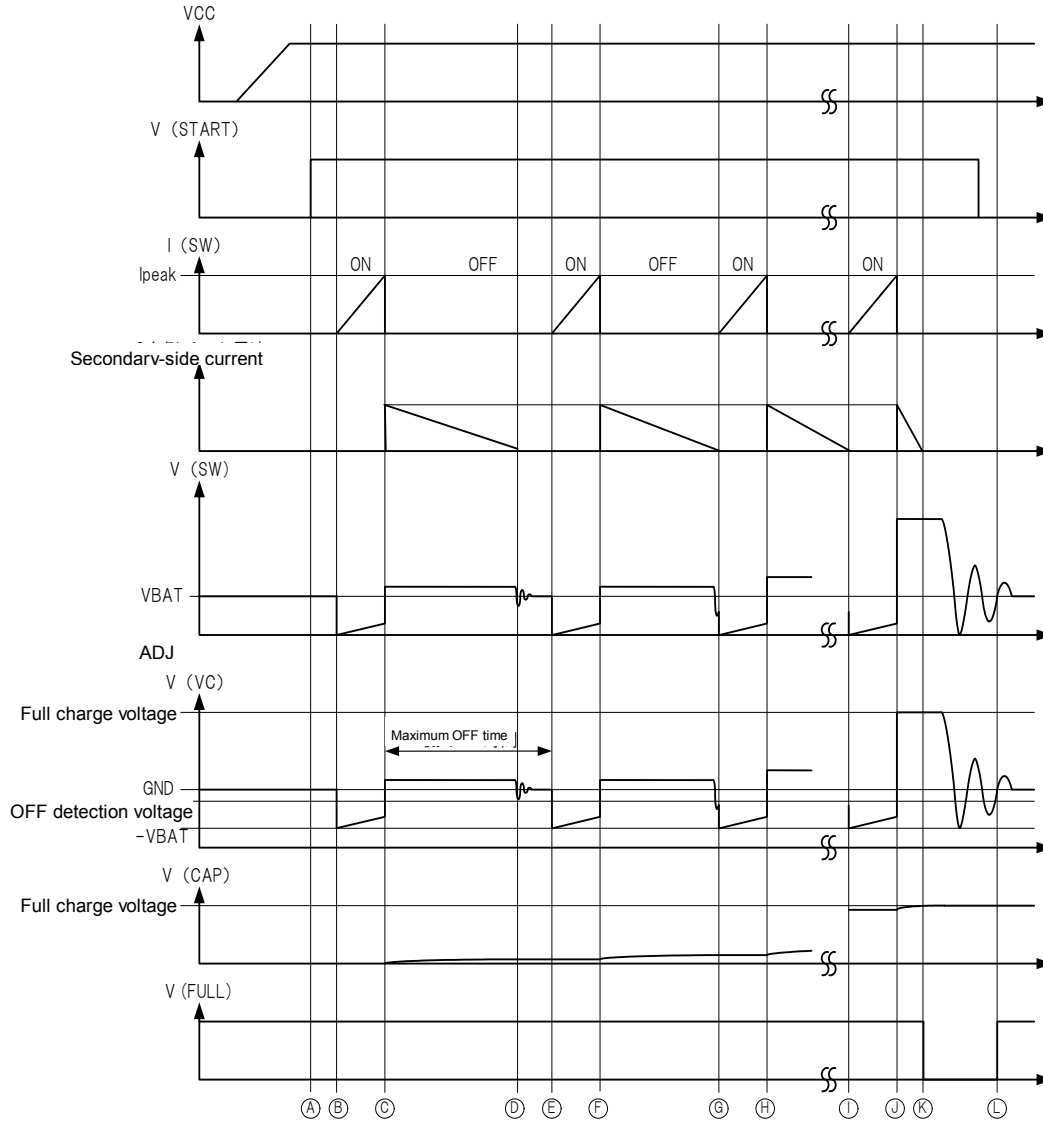 VCC
V (START)
I (SW)
Ipeak
ON OFF ON OFF ON ON
Secondary-side current
V (SW)
VBAT
ADJ
V (VC)
Full charge voltage
Maximum OFF time
GND
OFF detection voltage
-VBAT
V (CAP)
Full charge voltage
V (FULL)
Ⓐ Ⓑ Ⓒ Ⓓ Ⓔ Ⓕ Ⓖ Ⓗ Ⓘ Ⓙ Ⓚ Ⓛ